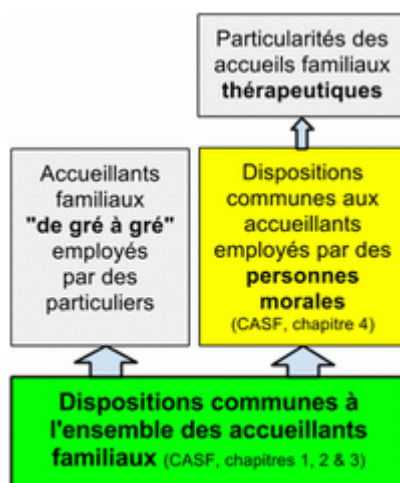 Particularités des
accueils familiaux
thérapeutiques
Accueillants
familiaux
"de gré à gré"
employés
par des
particuliers
Dispositions
communes aux
accueillants
employés par des
personnes
morales
(CASF, chapitre 4)
Dispositions communes à
l'ensemble des accueillants
familiaux (CASF, chapitres 1, 2 & 3)